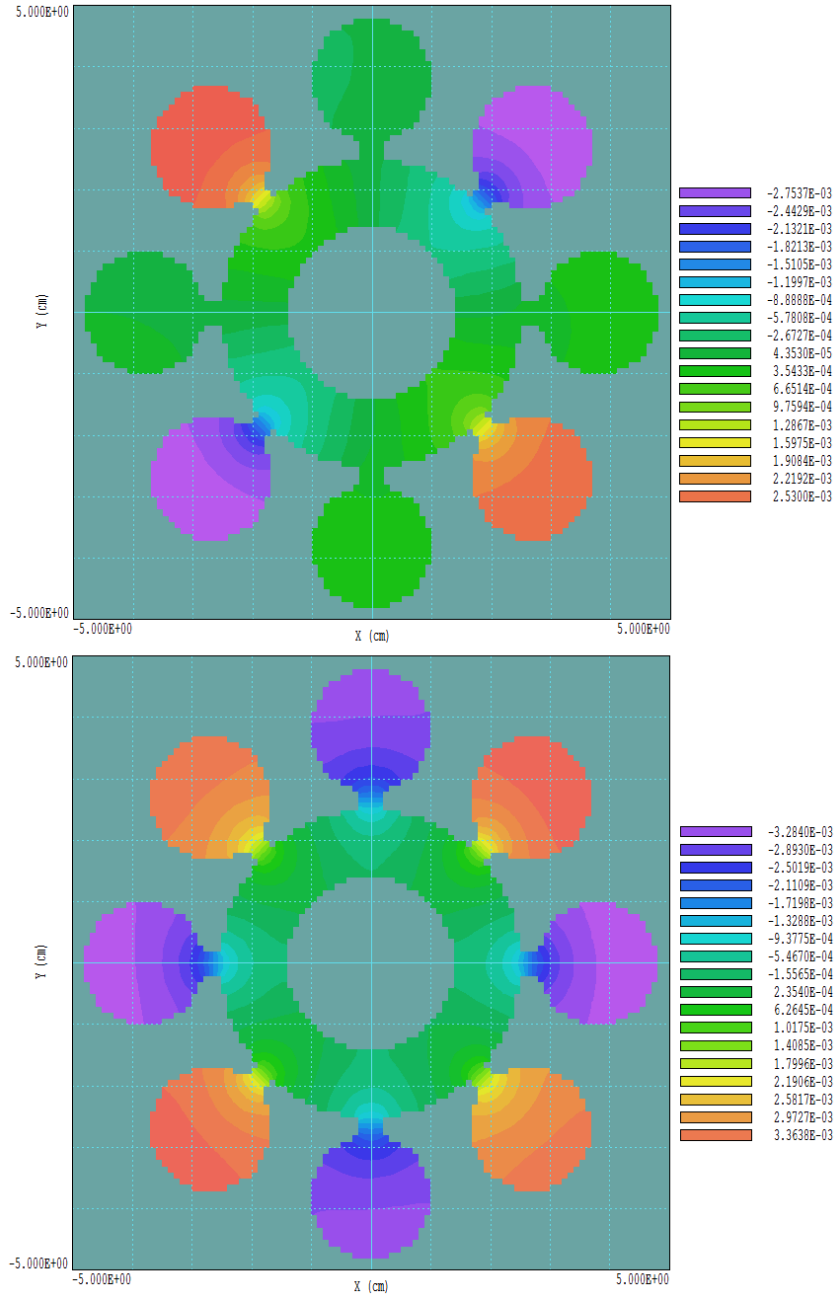 5.000E+00
Y (cm)
-2.7537E-03
-2.4429E-03
-2.1321E-03
-1.8213E-03
-1.5105E-03
-1.1997E-03
-8.8888E-04
-5.7808E-04
-2.6727E-04
4.3530E-05
3.5433E-04
6.6514E-04
9.7594E-04
1.2867E-03
1.5975E-03
1.9084E-03
2.2192E-03
2.5300E-03
-5.000E+00
-5.000E+00 X (cm) 5.000E+00
5.000E+00
Y (cm)
-3.2840E-03
-2.8930E-03
-2.5019E-03
-2.1109E-03
-1.7198E-03
-1.3288E-03
-9.3775E-04
-5.4670E-04
-1.5565E-04
2.3540E-04
6.2645E-04
1.0175E-03
1.4085E-03
1.7996E-03
2.1906E-03
2.5817E-03
2.9727E-03
3.3638E-03
-5.000E+00
-5.000E+00 X (cm) 5.000E+00